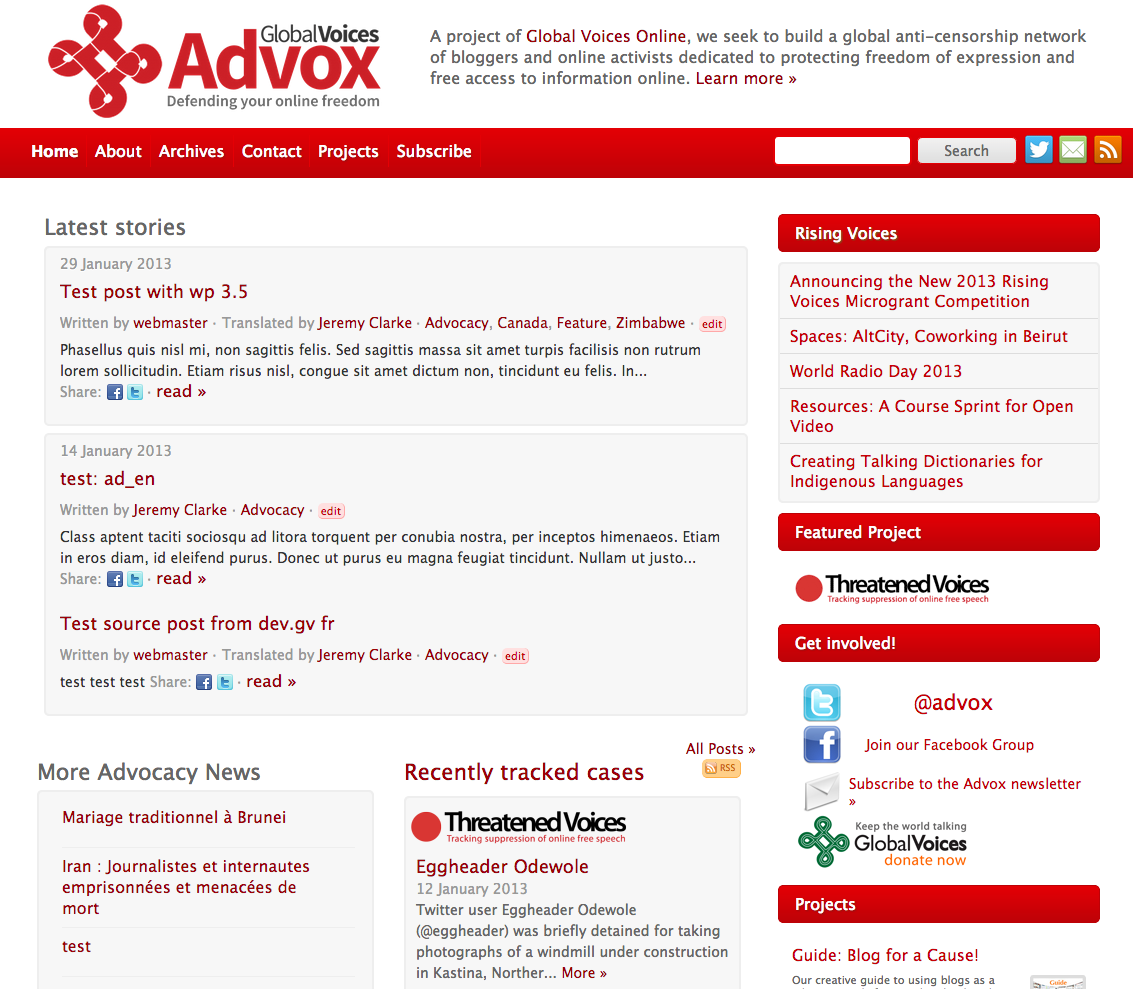 GlobalVoices
Advox
Defending your online freedom
A project of Global Voices Online, we seek to build a global anti-censorship network
of bloggers and online activists dedicated to protecting freedom of expression and
free access to information online. Learn more »
Home About Archives Contact Projects Subscribe
Search
Latest stories
29 January 2013
Test post with wp 3.5
Written by webmaster · Translated by Jeremy Clarke · Advocacy, Canada, Feature, Zimbabwe · edit
Phasellus quis nisl mi, non sagittis felis. Sed sagittis massa sit amet turpis facilisis non rutrum
lorem sollicitudin. Etiam risus nisl, congue sit amet dictum non, tincidunt eu felis. In...
Share: · read »
14 January 2013
test: ad_en
Written by Jeremy Clarke · Advocacy · edit
Class aptent taciti sociosqu ad litora torquent per conubia nostra, per inceptos himenaeos. Etiam
in eros diam, id eleifend purus. Donec ut purus eu magna feugiat tincidunt. Nullam ut justo...
Share: · read »
Test source post from dev.gv fr
Written by webmaster · Translated by Jeremy Clarke · Advocacy · edit
test test test Share: · read »
More Advocacy News
Mariage traditionnel à Brunei
Iran : Journalistes et internautes
emprisonnées et menacées de
mort
test
All Posts »
RSS
Recently tracked cases
Threatened Voices
Tracking suppression of online free speech
Eggheader Odewole
12 January 2013
Twitter user Eggheader Odewole
(@eggheader) was briefly detained for taking
photographs of a windmill under construction
in Kastina, Norther... More »
Rising Voices
Announcing the New 2013 Rising
Voices Microgrant Competition
Spaces: AltCity, Coworking in Beirut
World Radio Day 2013
Resources: A Course Sprint for Open
Video
Creating Talking Dictionaries for
Indigenous Languages
Featured Project
Threatened Voices
Tracking suppression of online free speech
Get involved!
@advox
Join our Facebook Group
Subscribe to the Advox newsletter
»
Keep the world talking
GlobalVoices
donate now
Projects
Guide: Blog for a Cause!
Our creative guide to using blogs as a
Guide